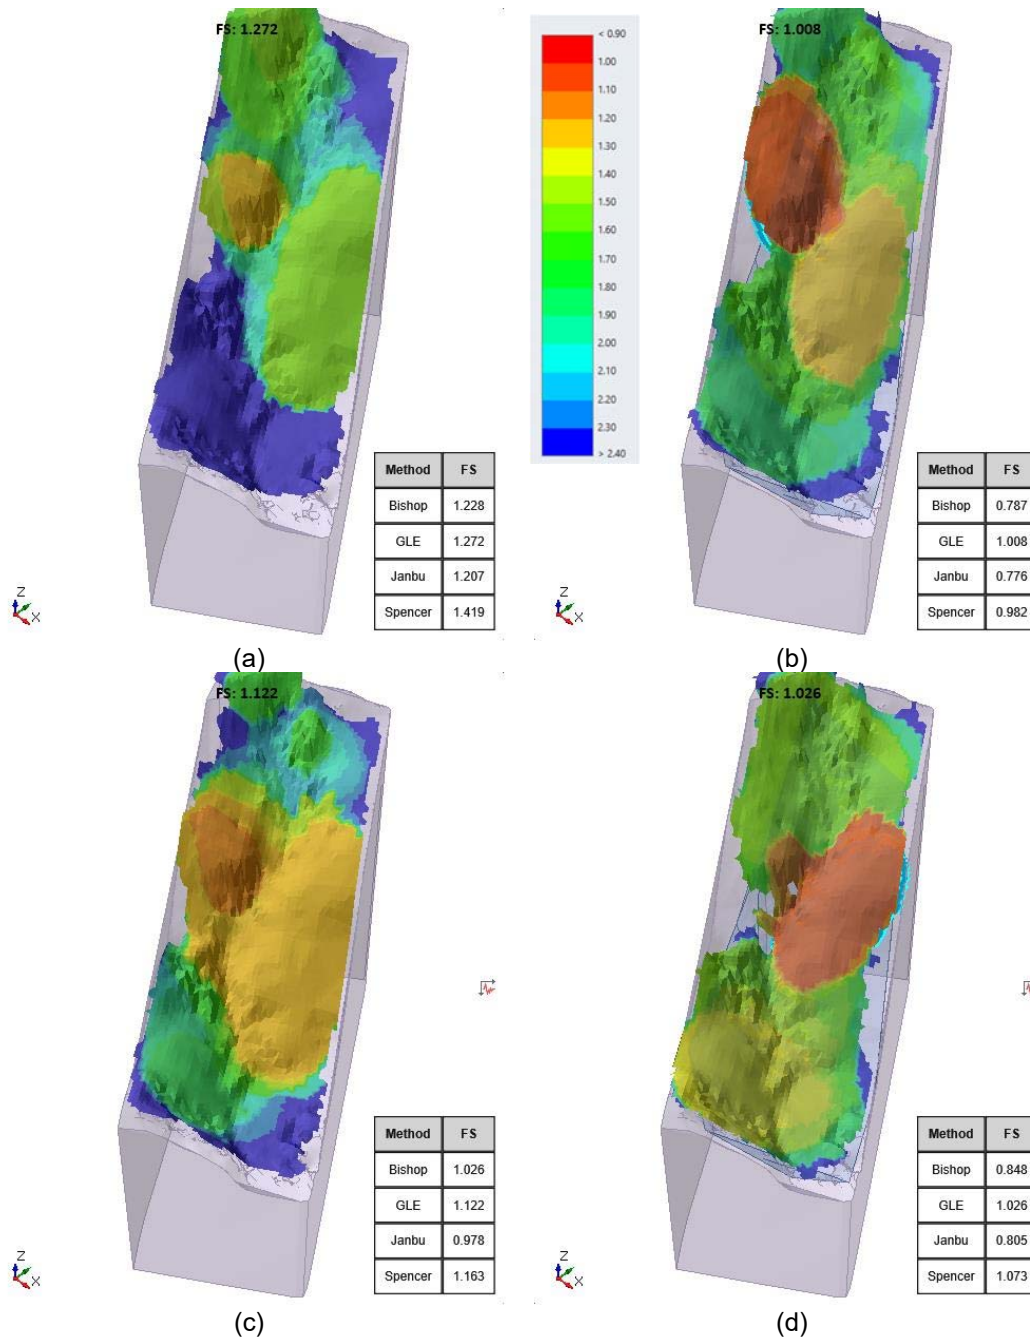 FS: 1.272
Method FS
Bishop 1.228
GLE 1.272
Janbu 1.207
Spencer 1.419
Z
X
(a)
< 0.90
1.00
1.10
1.20
1.30
1.40
1.50
1.60
1.70
1.80
1.90
2.00
2.10
2.20
2.30
> 2.40
FS: 1.008
Method FS
Bishop 0.787
GLE 1.008
Janbu 0.776
Spencer 0.982
Z
X
(b)
FS: 1.122
Method FS
Bishop 1.026
GLE 1.122
Janbu 0.978
Spencer 1.163
Z
X
(c)
FS: 1.026
Method FS
Bishop 0.848
GLE 1.026
Janbu 0.805
Spencer 1.073
Z
X
(d)